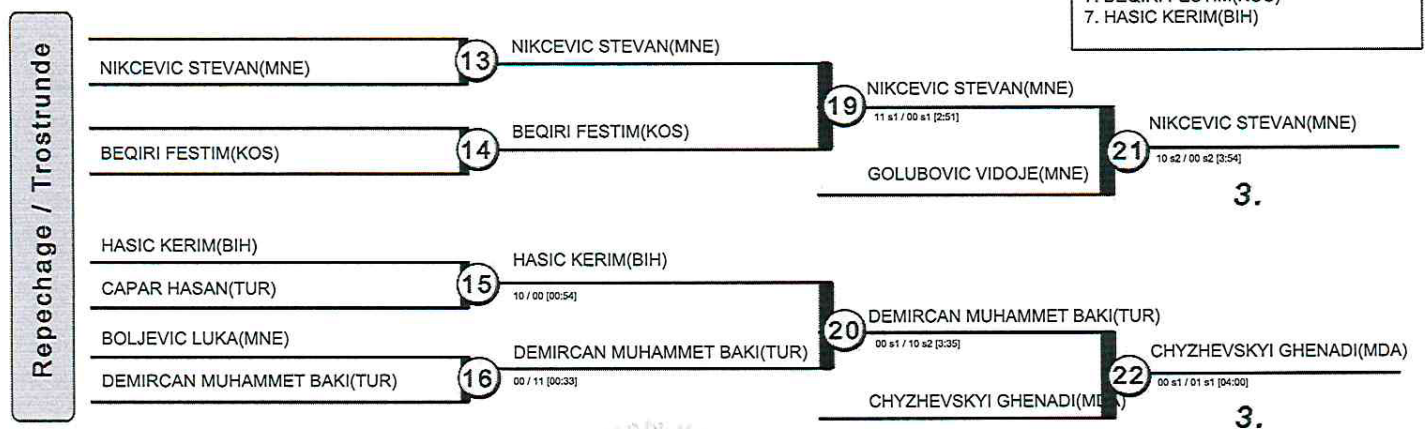 7. BEQIRI FESTIM(KOS)
7. HASIC KERIM(BIH)
Repechage / Trostrunde
NIKCEVIC STEVAN(MNE)
13
NIKCEVIC STEVAN(MNE)
BEQIRI FESTIM(KOS)
14
BEQIRI FESTIM(KOS)
19
NIKCEVIC STEVAN(MNE)
11 s1 / 00 s1 [2:51]
GOLUBOVIC VIDOJE(MNE)
21
NIKCEVIC STEVAN(MNE)
10 s2 / 00 s2 [3:54]
3.
HASIC KERIM(BIH)
CAPAR HASAN(TUR)
15
HASIC KERIM(BIH)
10 / 00 [00:54]
BOLJEVIC LUKA(MNE)
DEMIRCAN MUHAMMET BAKI(TUR)
16
DEMIRCAN MUHAMMET BAKI(TUR)
00 / 11 [00:33]
20
DEMIRCAN MUHAMMET BAKI(TUR)
00 s1 / 10 s2 [3:35]
CHYZHEVSKYI GHENADI(MDA)
22
CHYZHEVSKYI GHENADI(MDA)
00 s1 / 01 s1 [04:00]
3.